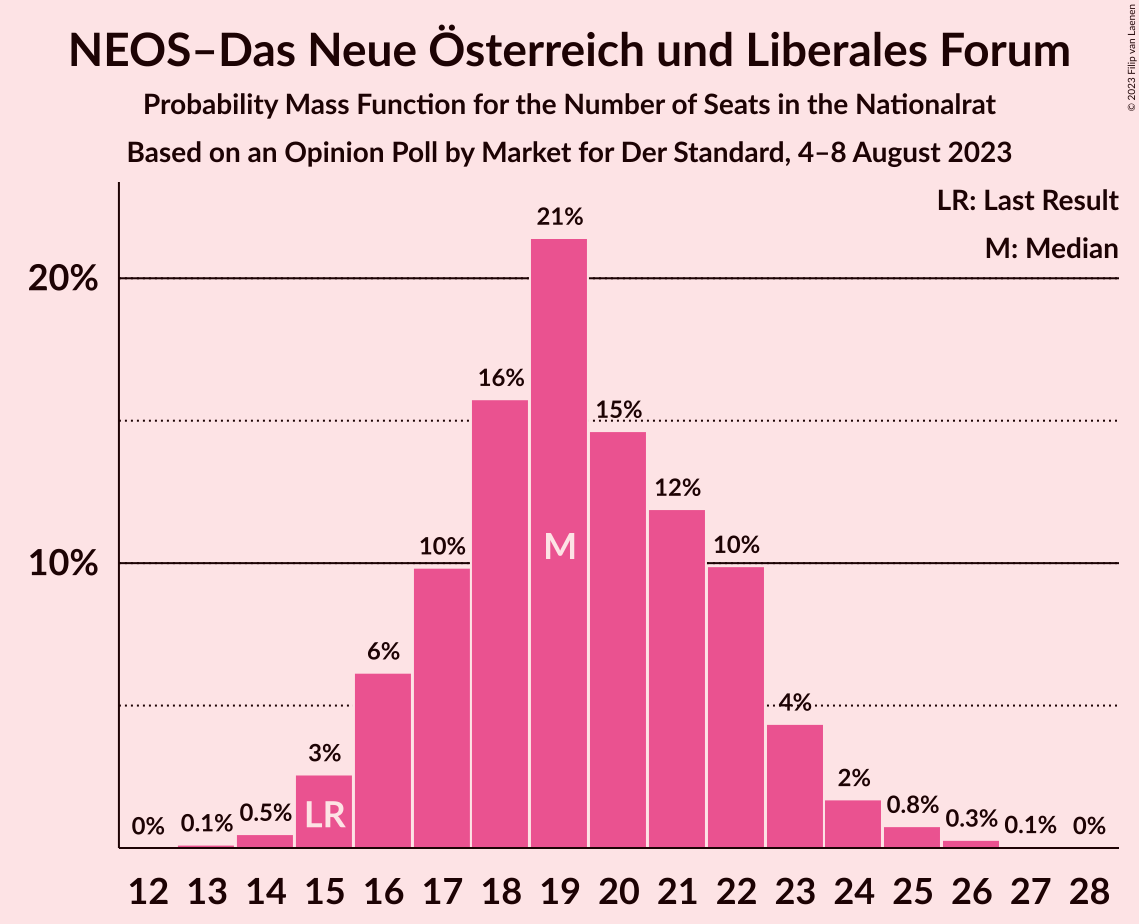 NEOS–Das Neue Österreich und Liberales Forum
Probability Mass Function for the Number of Seats in the Nationalrat
Based on an Opinion Poll by Market for Der Standard, 4–8 August 2023
© 2023 Filip van Laenen
LR: Last Result
M: Median
20%
10%
0%
0.1%
0.5%
3%
6%
10%
16%
21%
15%
12%
10%
4%
2%
0.8%
0.3%
0.1%
0%
LR
M
12 13 14 15 16 17 18 19 20 21 22 23 24 25 26 27 28